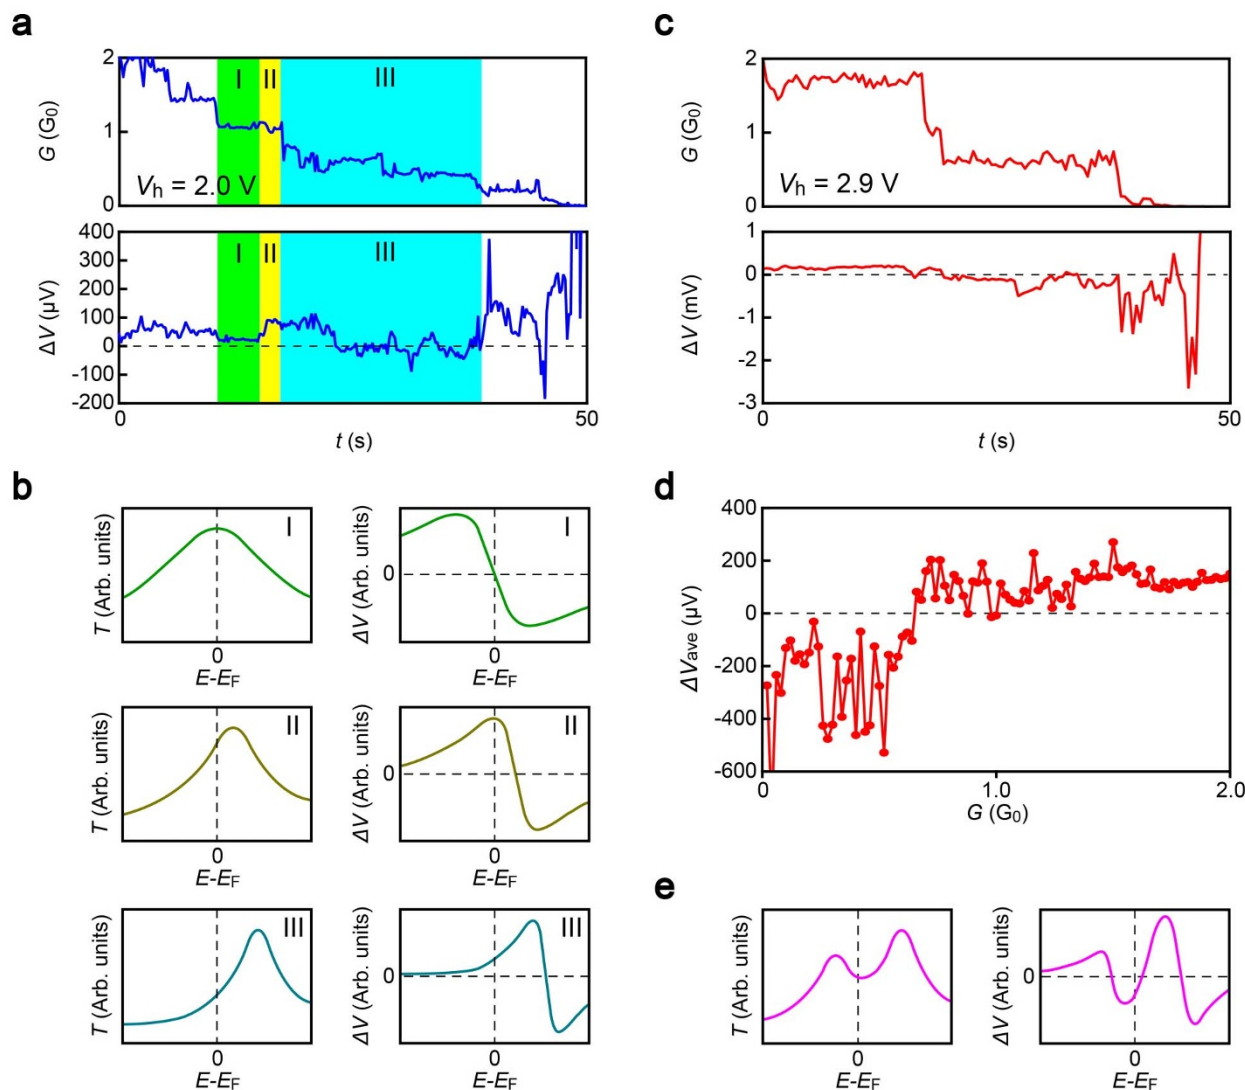 a
2
1
0
G (G₀)
I
II
III
Vh = 2.0 V
400
300
200
100
0
-100
-200
ΔV (µV)
I
II
III
0
50
t (s)
c
2
1
0
G (G₀)
Vh = 2.9 V
1
0
-1
-2
-3
ΔV (mV)
0
50
t (s)
b
T (Arb. units)
I
0
E-EF
ΔV (Arb. units)
0
I
0
E-EF
T (Arb. units)
II
0
E-EF
ΔV (Arb. units)
0
II
0
E-EF
T (Arb. units)
III
0
E-EF
ΔV (Arb. units)
0
III
0
E-EF
d
400
200
0
-200
-400
-600
ΔVave (µV)
0
1.0
2.0
G (G₀)
e
T (Arb. units)
0
E-EF
ΔV (Arb. units)
0
0
E-EF